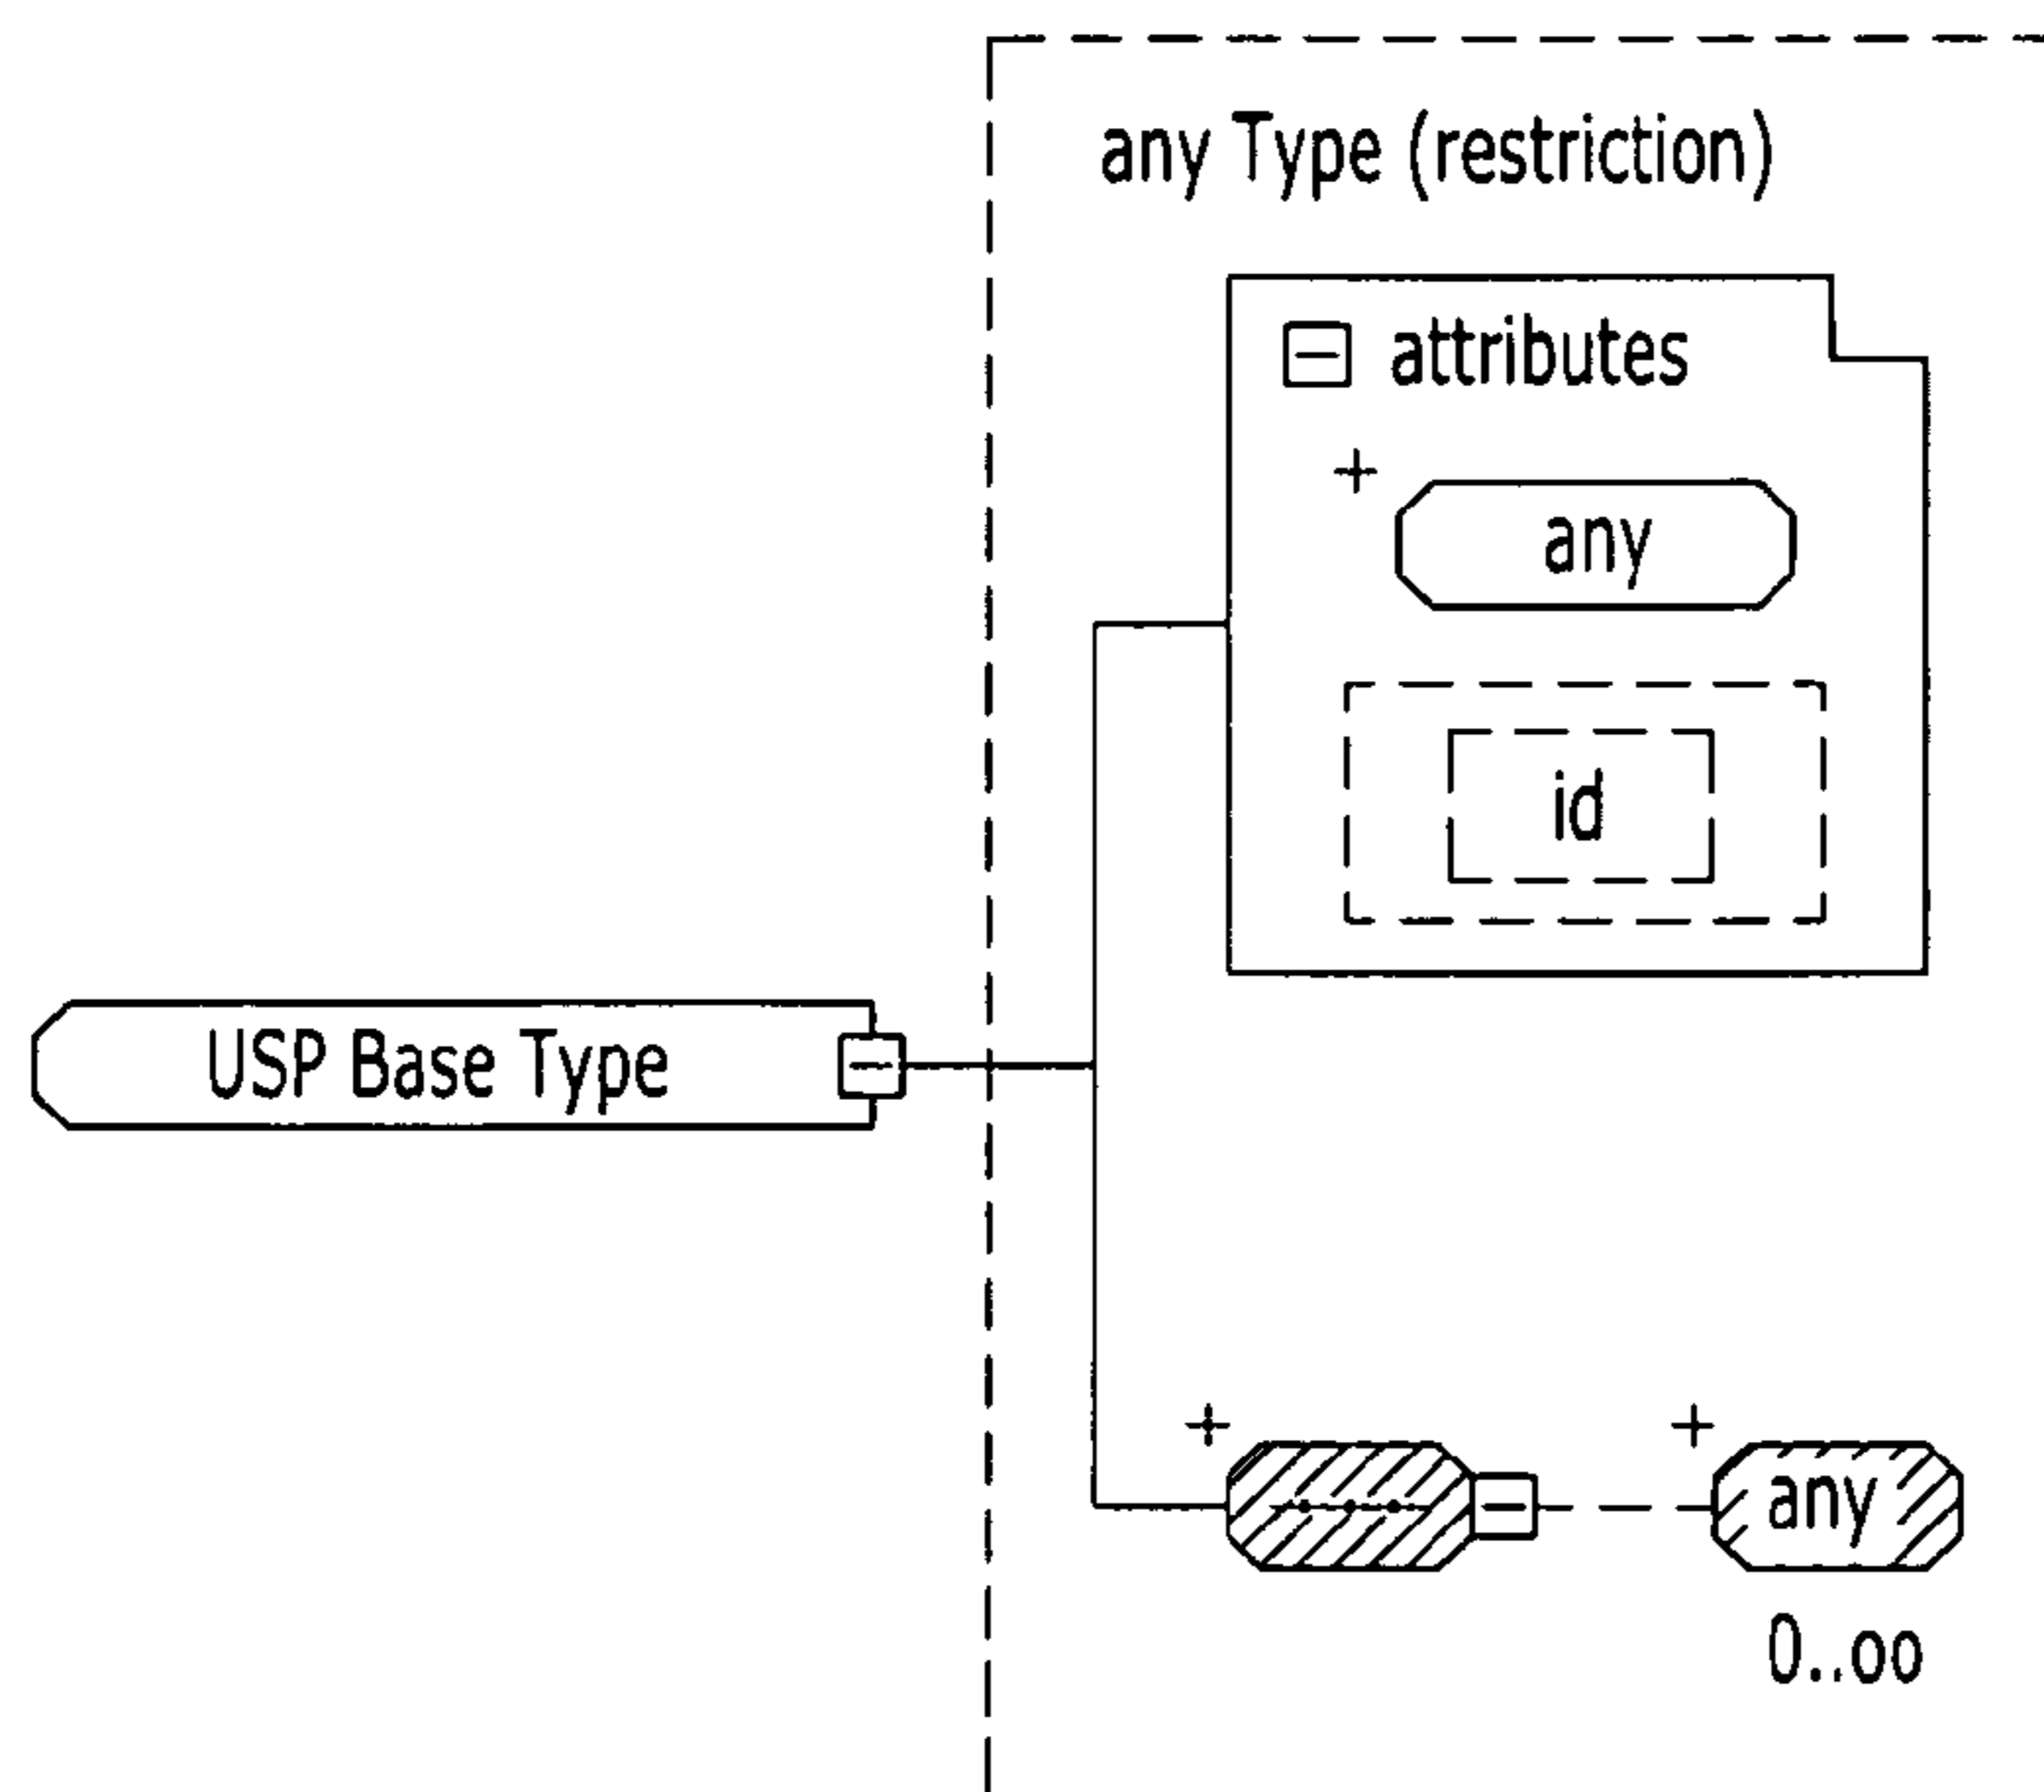 any Type (restriction)
attributes
any
id
USP Base Type
any
0..oo